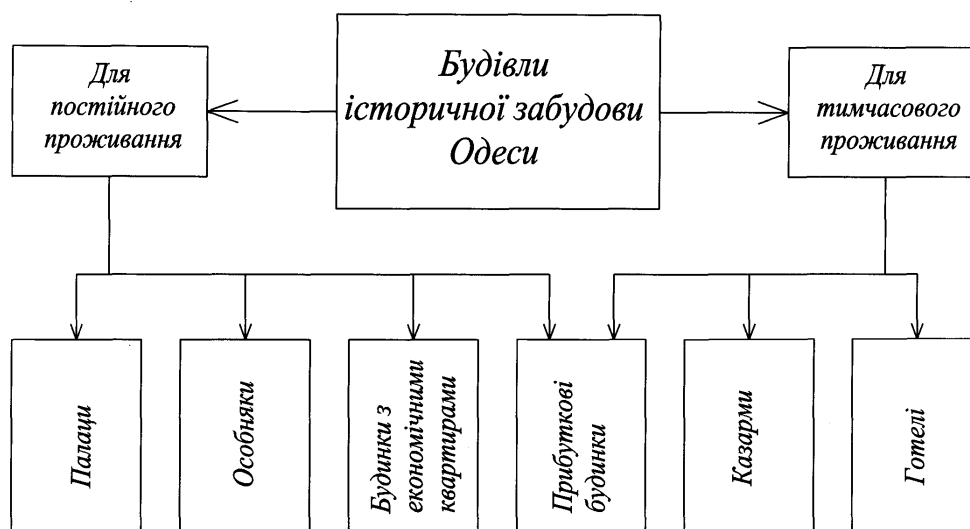 Для
постійного
проживання
Будівли
історичної забудови
Одеси
Для
тимчасового
проживання
Палаци
Особняки
Будинки з
економічними
квартирами
Прибуткові
будинки
Казарми
Готелі